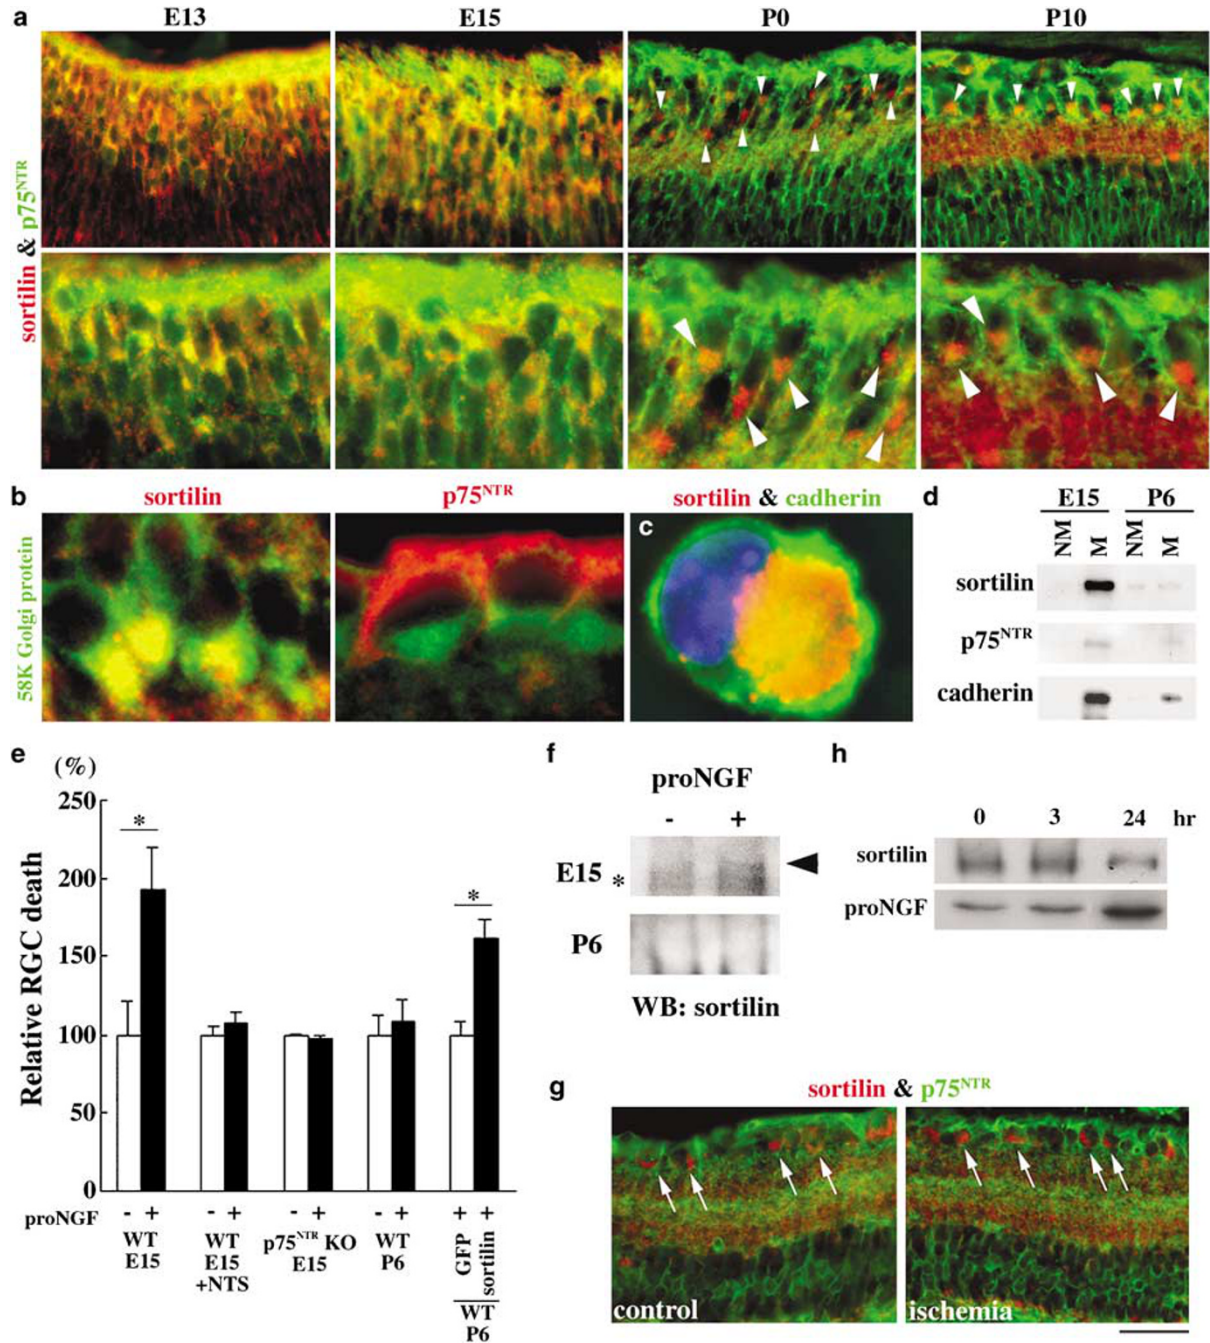 a
E13 E15 P0 P10
sortilin & p75NTR
b
sortilin p75NTR
58K Golgi protein
sortilin & cadherin
c
d
E15 P6
NM M NM M
sortilin
p75NTR
cadherin
e
(%)
250
200
150
100
50
0
Relative RGC death
* *
proNGF - + - + - + - + + +
WT E15
WT E15 +NTS
p75NTR KO E15
WT P6
GFP sortilin
WT P6
f
proNGF
- +
E15 *
P6
WB: sortilin
h
0 3 24 hr
sortilin
proNGF
g
sortilin & p75NTR
control ischemia